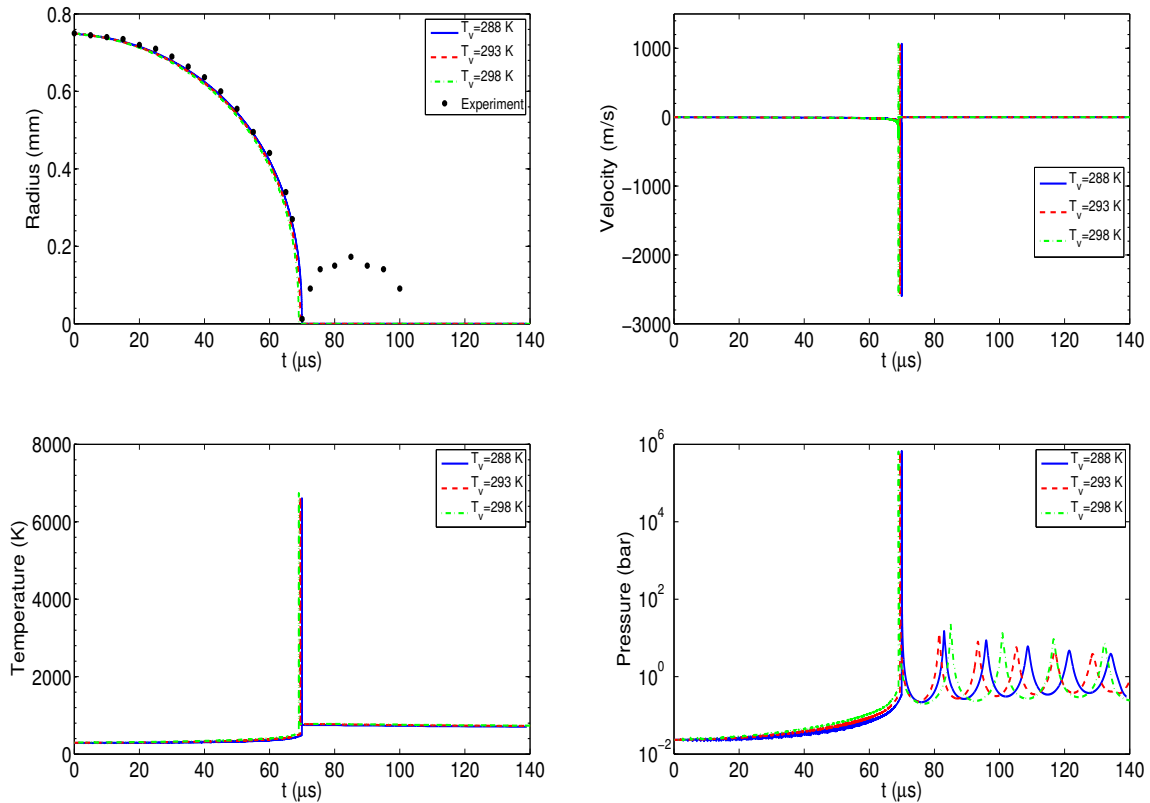 0.8
0.6
0.4
0.2
0
0 20 40 60 80 100 120 140
Radius (mm)
t (μs)
T_v=288 K
T_v=293 K
T_v=298 K
Experiment
1000
0
−1000
−2000
−3000
0 20 40 60 80 100 120 140
Velocity (m/s)
t (μs)
T_v=288 K
T_v=293 K
T_v=298 K
8000
6000
4000
2000
0
0 20 40 60 80 100 120 140
Temperature (K)
t (μs)
T_v=288 K
T_v=293 K
T_v=298 K
10^6
10^4
10^2
10^0
10^−2
0 20 40 60 80 100 120 140
Pressure (bar)
t (μs)
T_v=288 K
T_v=293 K
T_v=298 K